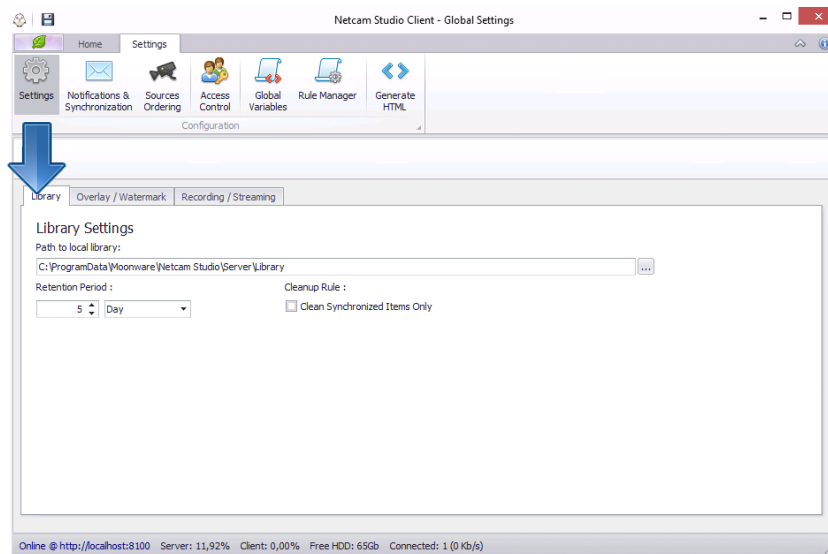 Netcam Studio Client - Global Settings
Home Settings
Settings
Notifications & Synchronization
Sources Ordering
Access Control
Global Variables
Rule Manager
Generate HTML
Configuration
Library Overlay / Watermark Recording / Streaming
Library Settings
Path to local library:
C:\ProgramData\Moonware\Netcam Studio\Server\Library ...
Retention Period : Cleanup Rule :
5 Day Clean Synchronized Items Only
Online @ http://localhost:8100 Server: 11,92% Client: 0,00% Free HDD: 65Gb Connected: 1 (0 Kb/s)